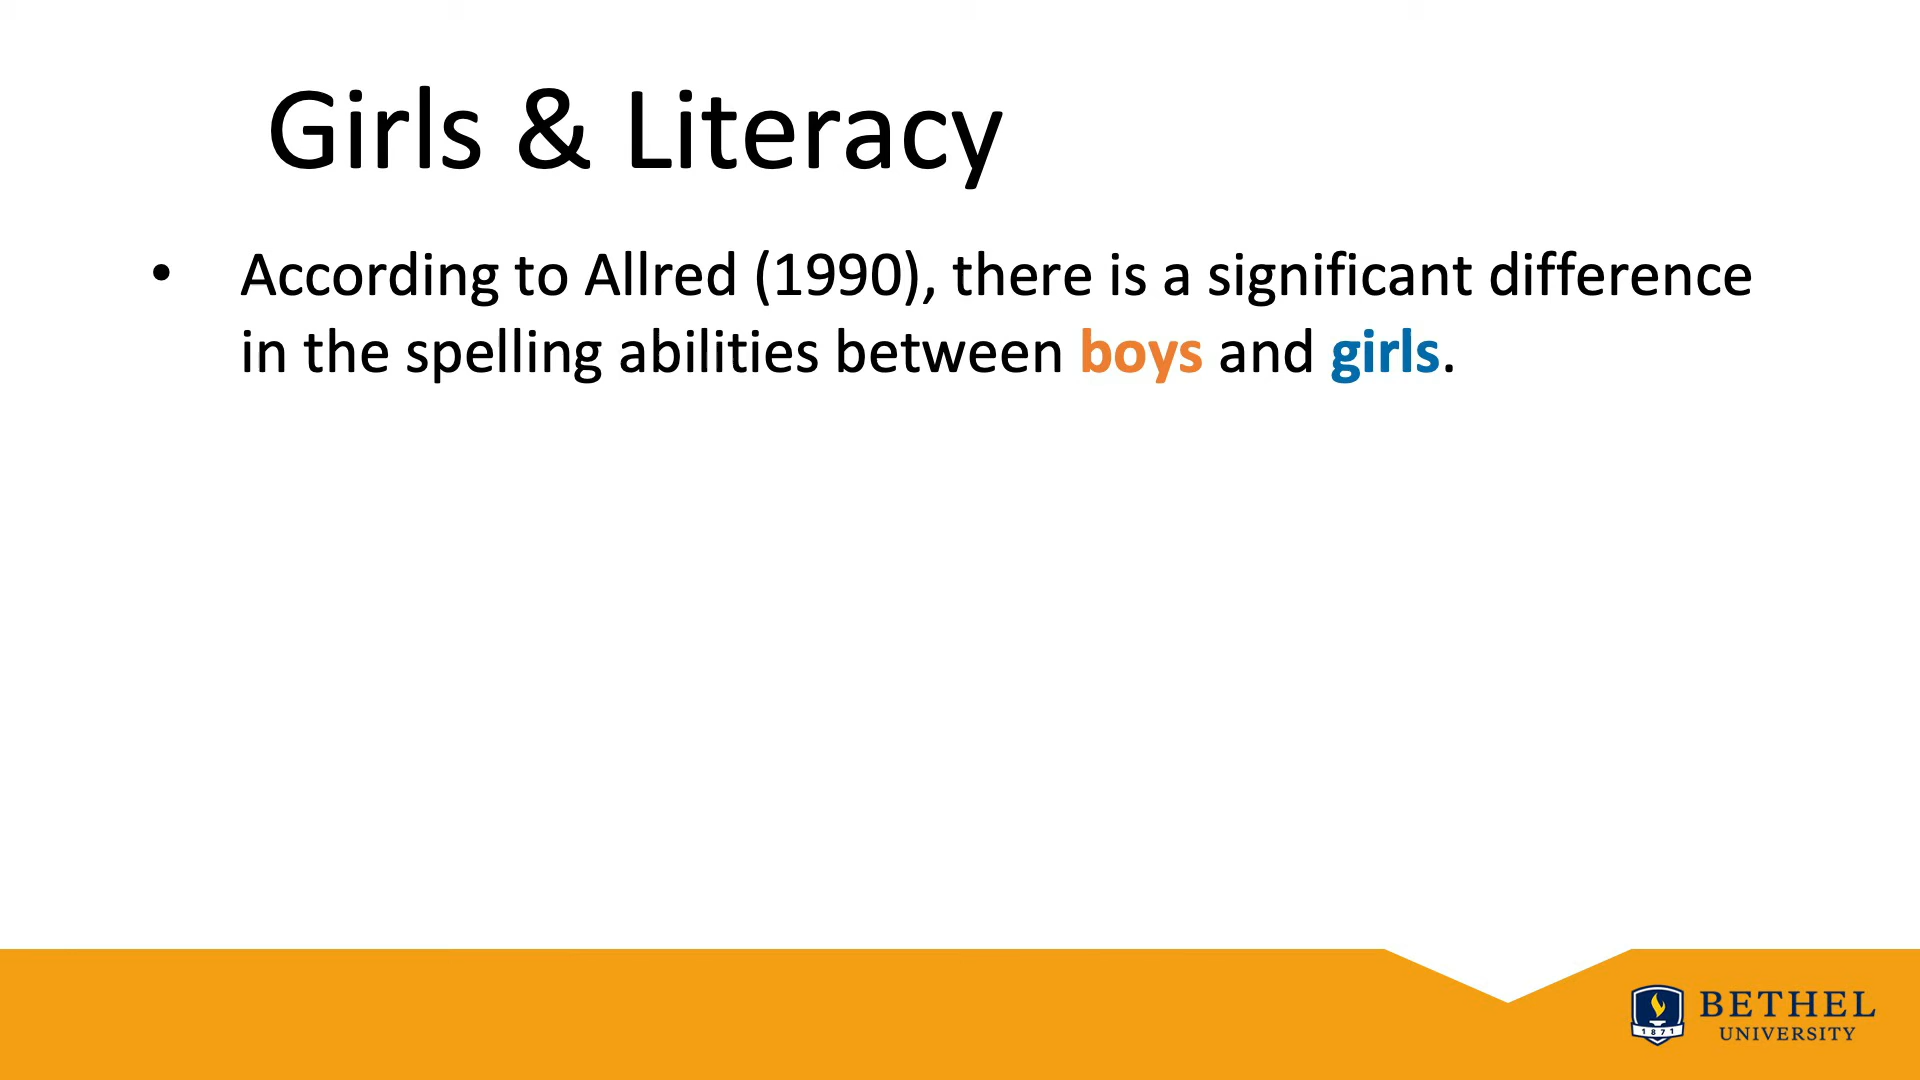 Girls & Literacy
• According to Allred (1990), there is a significant difference
in the spelling abilities between boys and girls.
1871
BETHEL
UNIVERSITY